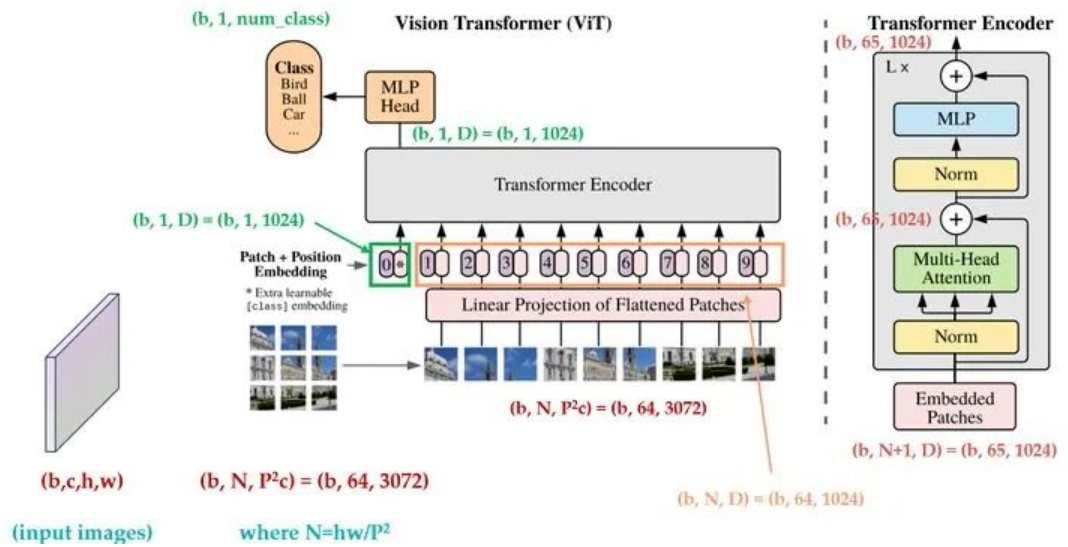 (b, 1, num_class)
Vision Transformer (ViT)
Class
Bird
Ball
Car
...
MLP
Head
(b, 1, D) = (b, 1, 1024)
Transformer Encoder
(b, 1, D) = (b, 1, 1024)
Patch + Position
Embedding
* Extra learnable
[class] embedding
0 * 1 2 3 4 5 6 7 8 9
Linear Projection of Flattened Patches
(b, N, P²c) = (b, 64, 3072)
(b,c,h,w)
(b, N, P²c) = (b, 64, 3072)
(b, N, D) = (b, 64, 1024)
(input images)
where N=hw/P²
Transformer Encoder
(b, 65, 1024)
L ×
+
MLP
Norm
(b, 65, 1024)
+
Multi-Head
Attention
Norm
Embedded
Patches
(b, N+1, D) = (b, 65, 1024)